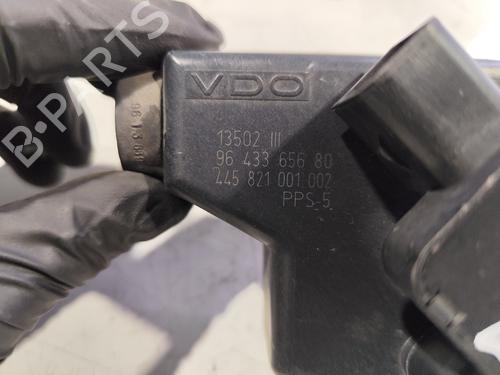 VDO
13502 III
96 433 656 80
445 821 001 002
PPS-5
B-PARTS